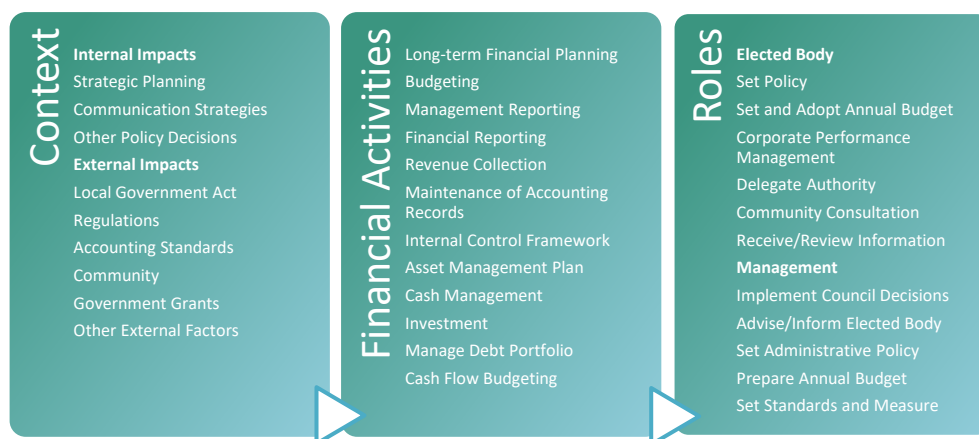 Context
Internal Impacts
Strategic Planning
Communication Strategies
Other Policy Decisions
External Impacts
Local Government Act
Regulations
Accounting Standards
Community
Government Grants
Other External Factors
Financial Activities
Long-term Financial Planning
Budgeting
Management Reporting
Financial Reporting
Revenue Collection
Maintenance of Accounting
Records
Internal Control Framework
Asset Management Plan
Cash Management
Investment
Manage Debt Portfolio
Cash Flow Budgeting
Roles
Elected Body
Set Policy
Set and Adopt Annual Budget
Corporate Performance
Management
Delegate Authority
Community Consultation
Receive/Review Information
Management
Implement Council Decisions
Advise/Inform Elected Body
Set Administrative Policy
Prepare Annual Budget
Set Standards and Measure